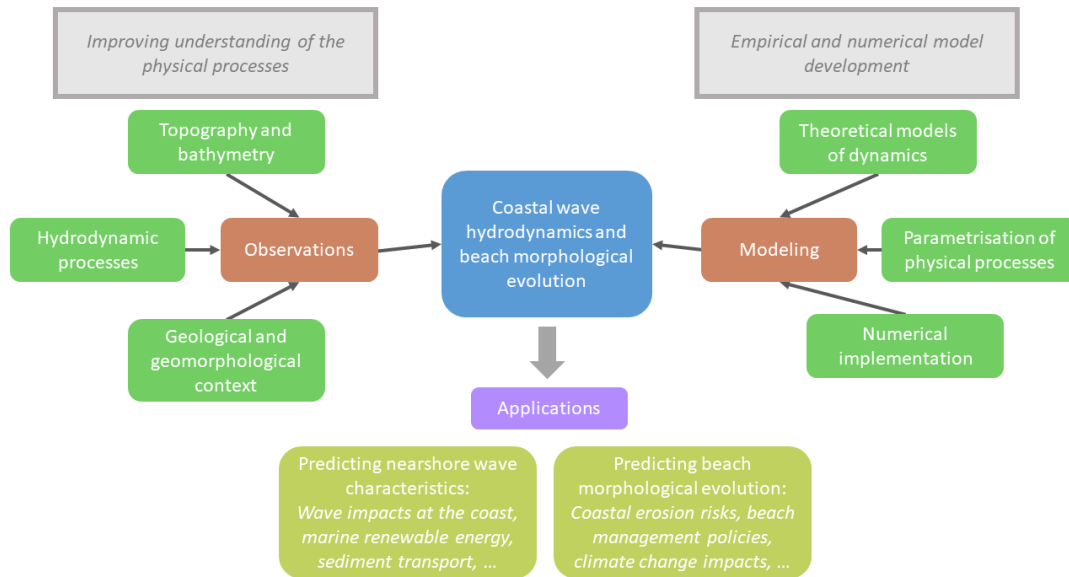 Improving understanding of the
physical processes
Empirical and numerical model
development
Topography and
bathymetry
Theoretical models
of dynamics
Coastal wave
hydrodynamics and
beach morphological
evolution
Hydrodynamic
processes
Observations
Modeling
Parametrisation of
physical processes
Geological and
geomorphological
context
Numerical
implementation
Applications
Predicting nearshore wave
characteristics:
Wave impacts at the coast,
marine renewable energy,
sediment transport, ...
Predicting beach
morphological evolution:
Coastal erosion risks, beach
management policies,
climate change impacts, ...